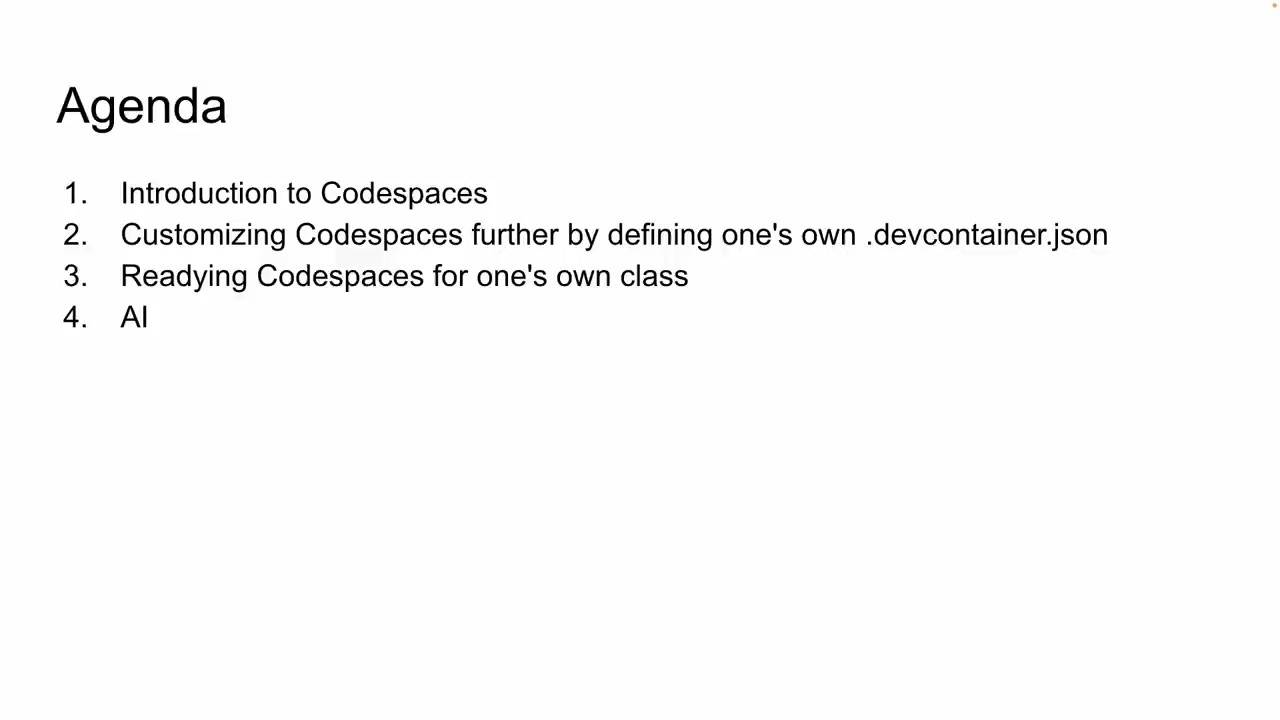 Agenda
1. Introduction to Codespaces
2. Customizing Codespaces further by defining one's own .devcontainer.json
3. Readying Codespaces for one's own class
4. AI